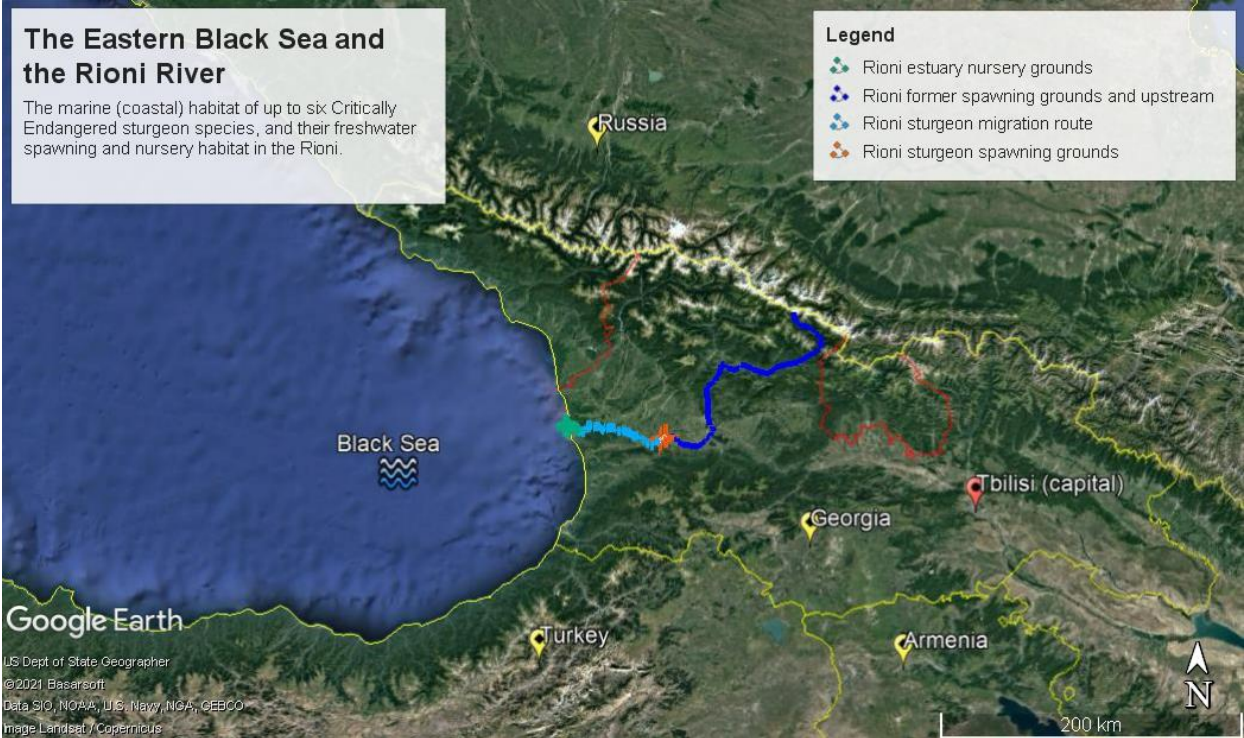 The Eastern Black Sea and
the Rioni River
The marine (coastal) habitat of up to six Critically
Endangered sturgeon species, and their freshwater
spawning and nursery habitat in the Rioni.
Legend
Rioni estuary nursery grounds
Rioni former spawning grounds and upstream
Rioni sturgeon migration route
Rioni sturgeon spawning grounds
Russia
Black Sea
Tbilisi (capital)
Georgia
Turkey
Armenia
Google Earth
US Dept of State Geographer
©2021 Basarsoft
Data SIO, NOAA, U.S. Navy, NGA, GEBCO
Image Landsat / Copernicus
N
200 km